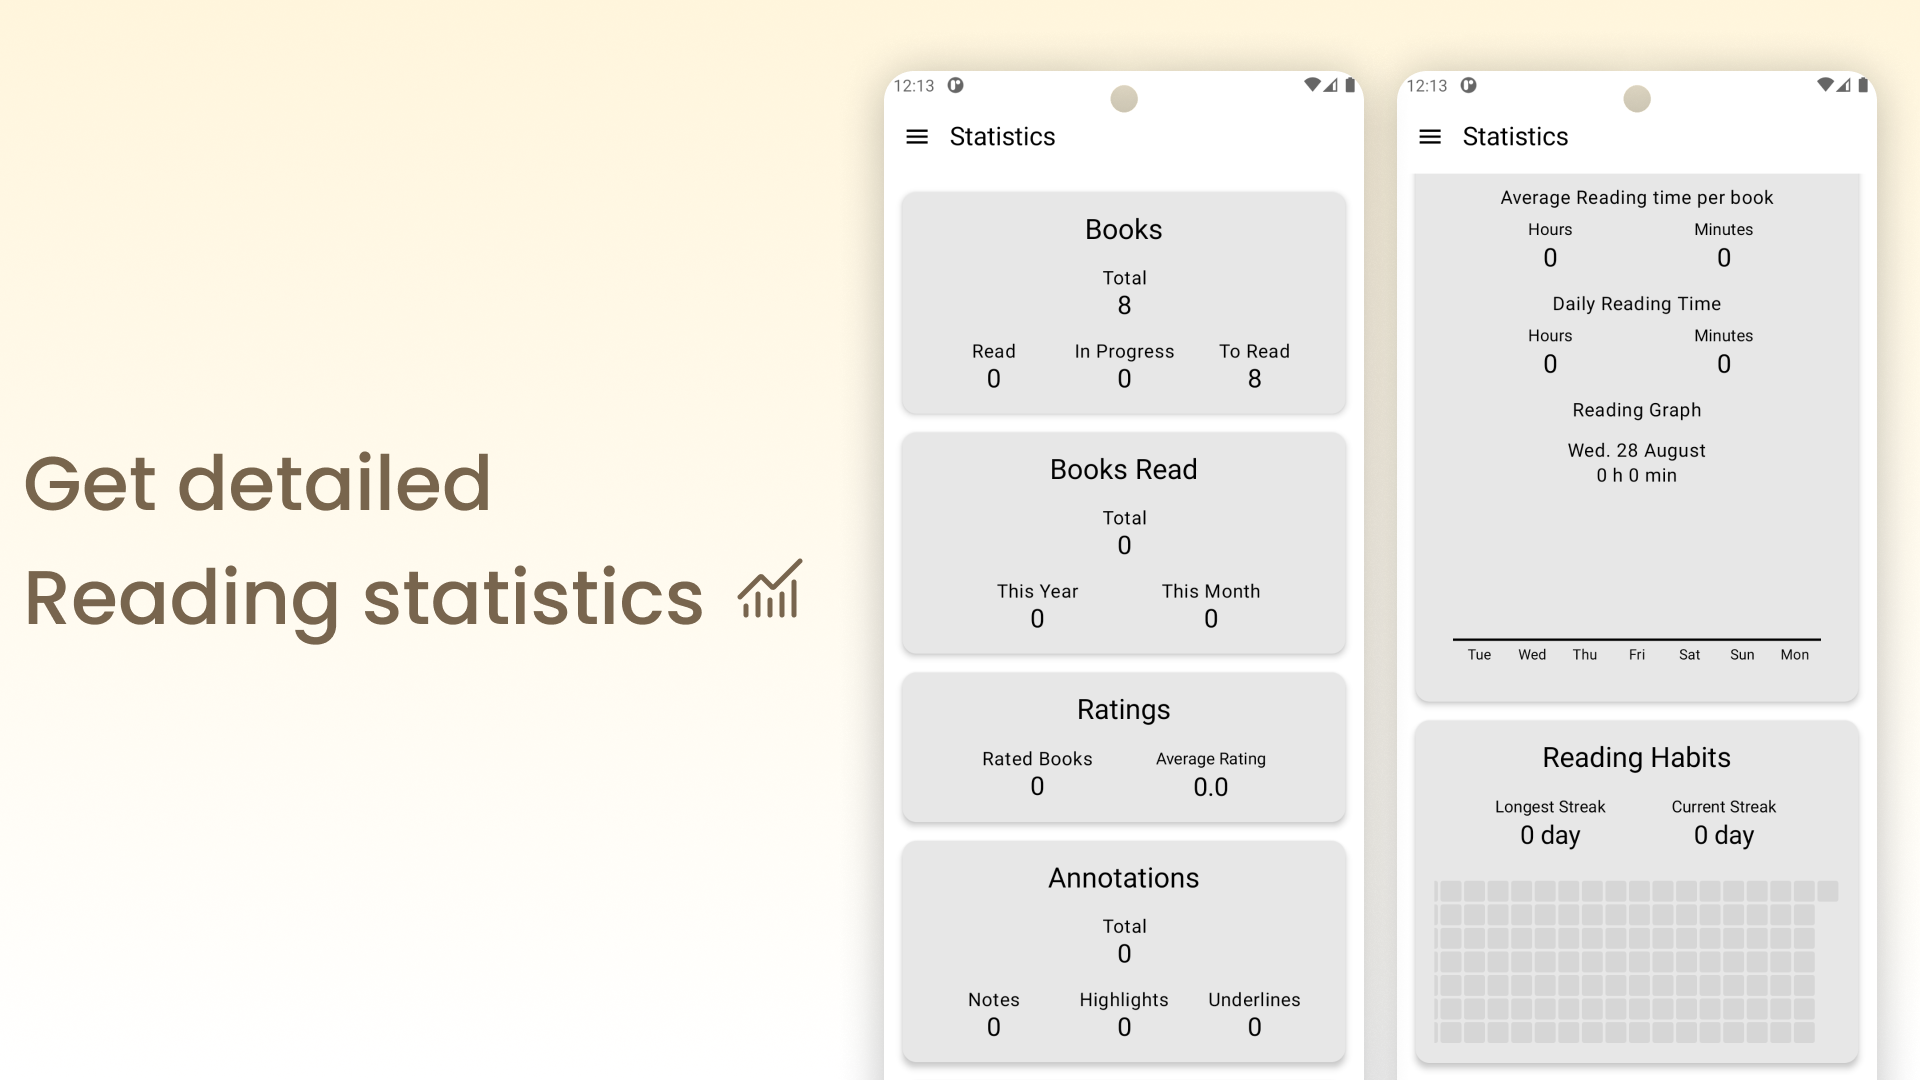 Get detailed
Reading statistics
12:13
Statistics
Books
Total
8
Read In Progress To Read
0 0 8
Books Read
Total
0
This Year This Month
0 0
Ratings
Rated Books Average Rating
0 0.0
Annotations
Total
0
Notes Highlights Underlines
0 0 0
12:13
Statistics
Average Reading time per book
Hours Minutes
0 0
Daily Reading Time
Hours Minutes
0 0
Reading Graph
Wed. 28 August
0 h 0 min
Tue Wed Thu Fri Sat Sun Mon
Reading Habits
Longest Streak Current Streak
0 day 0 day